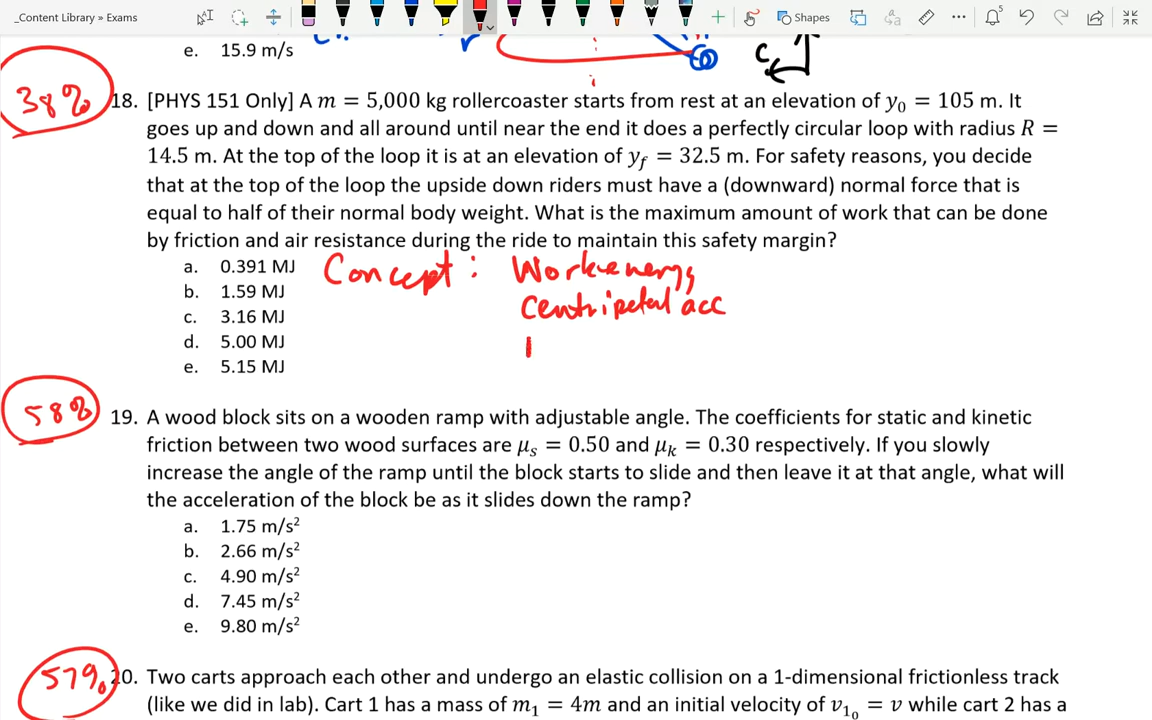 _Content Library » Exams
Shapes
5
e. 15.9 m/s
38%
18. [PHYS 151 Only] A m = 5,000 kg rollercoaster starts from rest at an elevation of y₀ = 105 m. It
goes up and down and all around until near the end it does a perfectly circular loop with radius R =
14.5 m. At the top of the loop it is at an elevation of y_f = 32.5 m. For safety reasons, you decide
that at the top of the loop the upside down riders must have a (downward) normal force that is
equal to half of their normal body weight. What is the maximum amount of work that can be done
by friction and air resistance during the ride to maintain this safety margin?
a. 0.391 MJ
b. 1.59 MJ
c. 3.16 MJ
d. 5.00 MJ
e. 5.15 MJ
Concept: Work-energy
Centripetal acc
58%
19. A wood block sits on a wooden ramp with adjustable angle. The coefficients for static and kinetic
friction between two wood surfaces are μₛ = 0.50 and μₖ = 0.30 respectively. If you slowly
increase the angle of the ramp until the block starts to slide and then leave it at that angle, what will
the acceleration of the block be as it slides down the ramp?
a. 1.75 m/s²
b. 2.66 m/s²
c. 4.90 m/s²
d. 7.45 m/s²
e. 9.80 m/s²
57%
20. Two carts approach each other and undergo an elastic collision on a 1-dimensional frictionless track
(like we did in lab). Cart 1 has a mass of m₁ = 4m and an initial velocity of v₁₀ = v while cart 2 has a